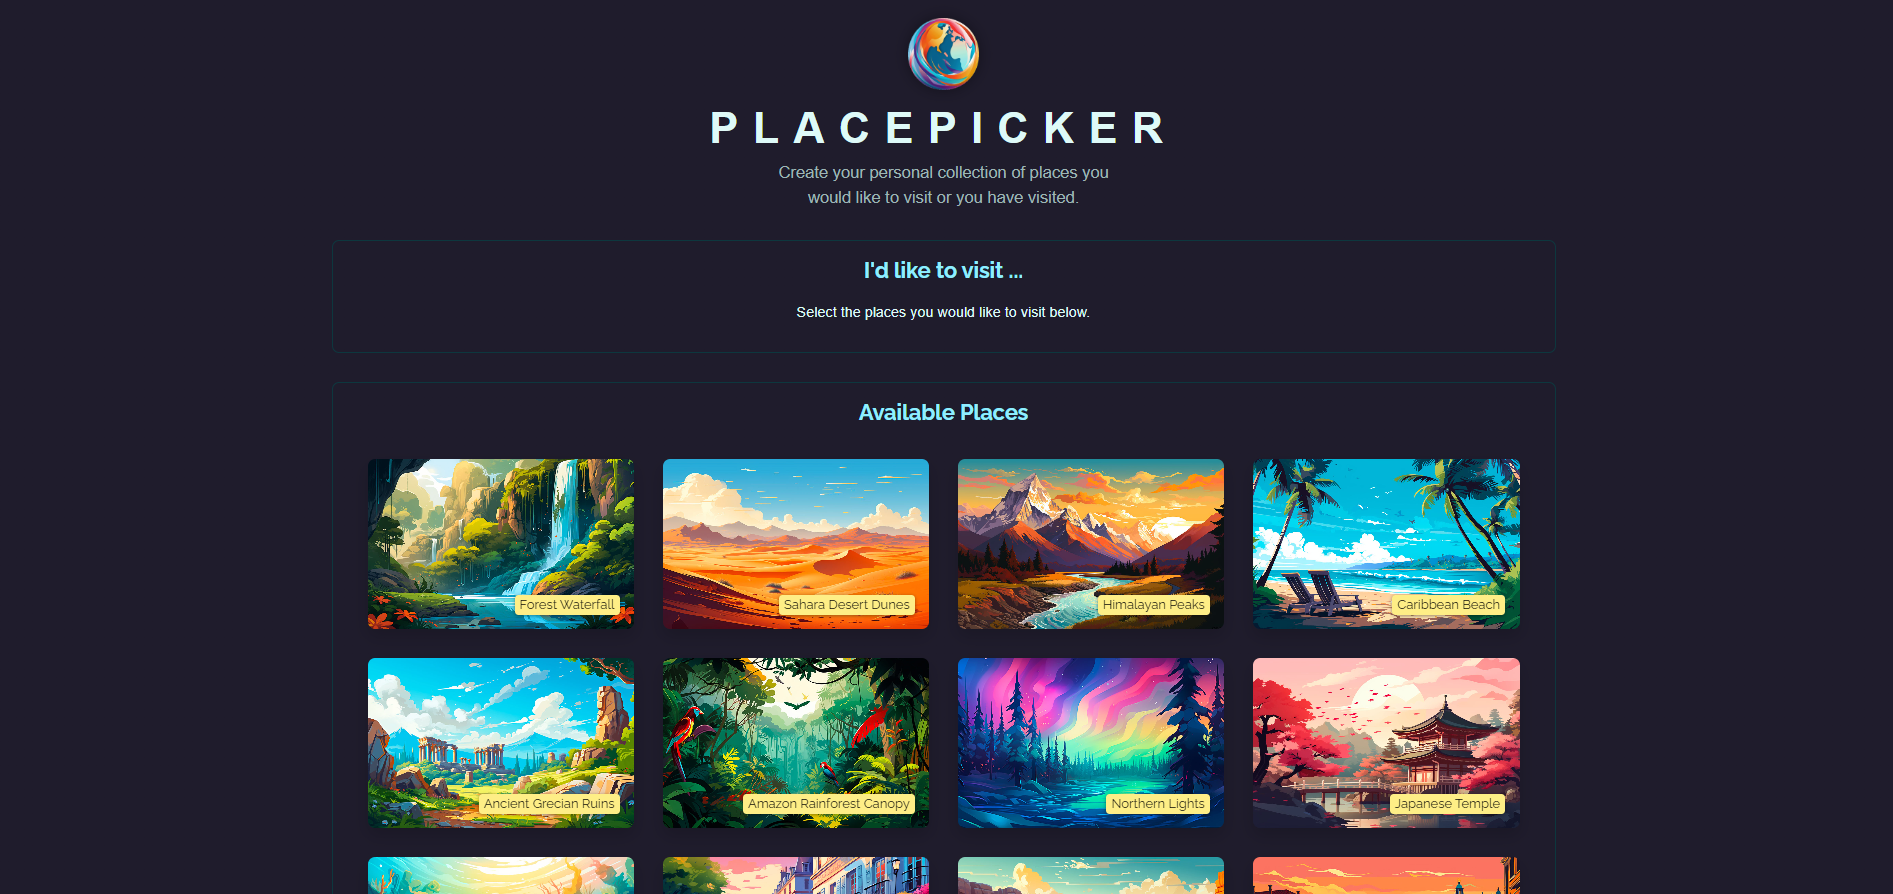 PLACEPICKER
Create your personal collection of places you
would like to visit or you have visited.
I'd like to visit ...
Select the places you would like to visit below.
Available Places
Forest Waterfall
Sahara Desert Dunes
Himalayan Peaks
Caribbean Beach
Ancient Grecian Ruins
Amazon Rainforest Canopy
Northern Lights
Japanese Temple